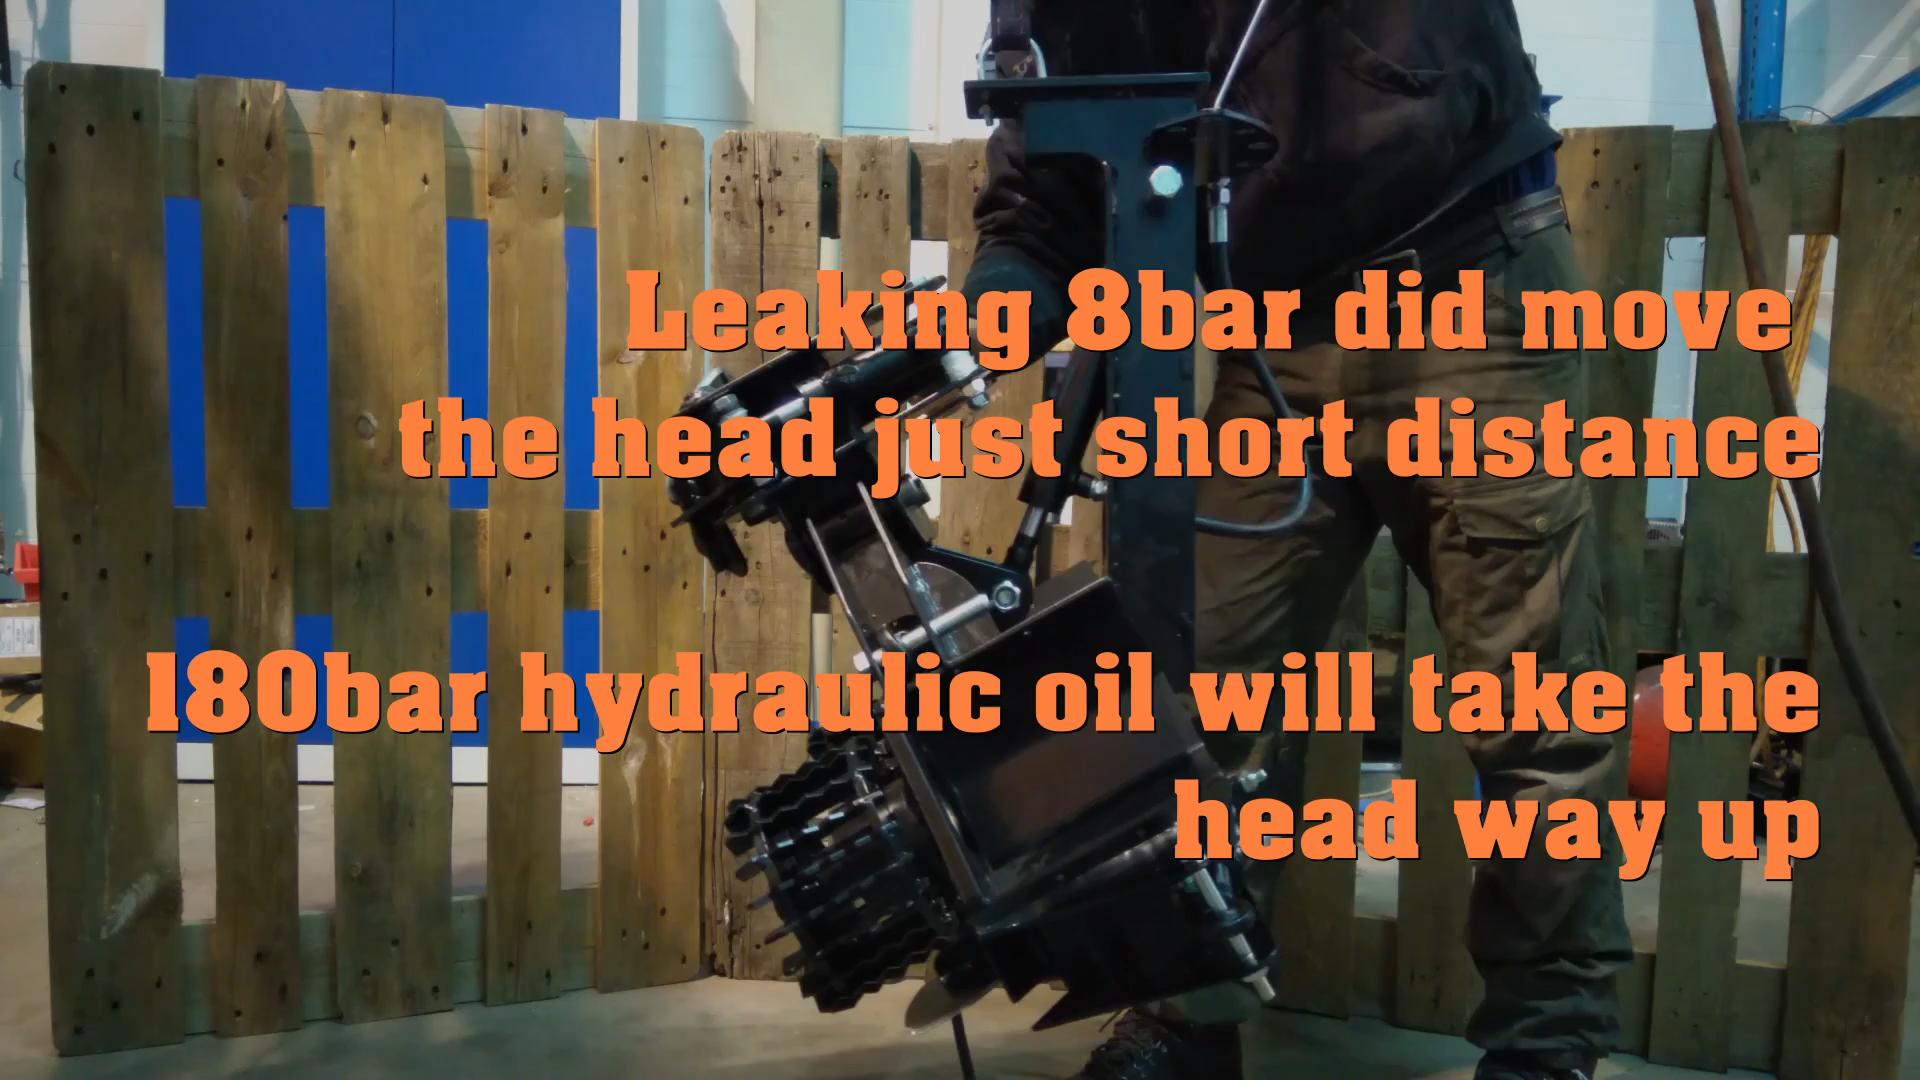 Leaking 8bar did move
the head just short distance
180bar hydraulic oil will take the
head way up